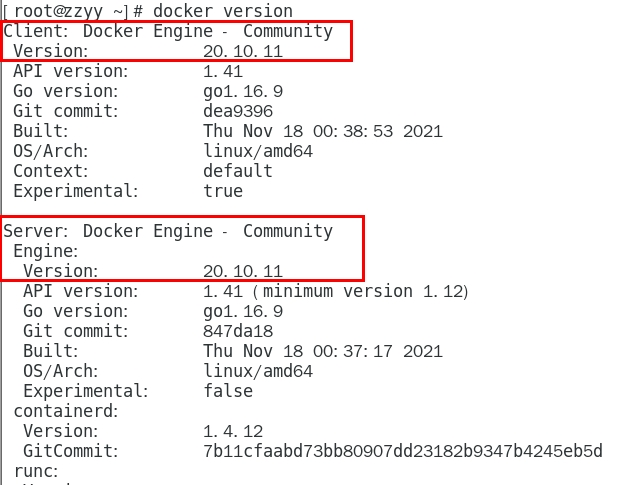 [root@zzyy ~]# docker version
Client: Docker Engine - Community
Version: 20.10.11
API version: 1.41
Go version: go1.16.9
Git commit: dea9396
Built: Thu Nov 18 00:38:53 2021
OS/Arch: linux/amd64
Context: default
Experimental: true
Server: Docker Engine - Community
Engine:
Version: 20.10.11
API version: 1.41 (minimum version 1.12)
Go version: go1.16.9
Git commit: 847da18
Built: Thu Nov 18 00:37:17 2021
OS/Arch: linux/amd64
Experimental: false
containerd:
Version: 1.4.12
GitCommit: 7b11cfaabd73bb80907dd23182b9347b4245eb5d
runc: